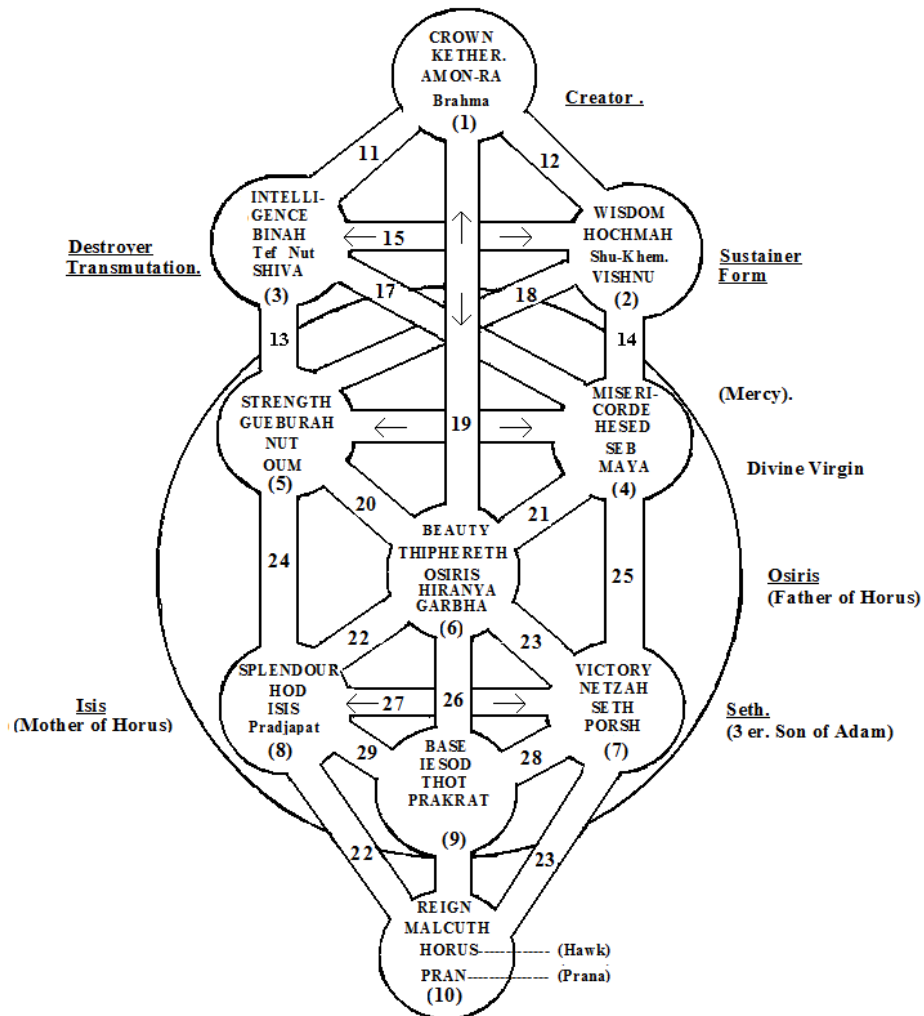 CROWN
KETHER.
AMON-RA
Brahma
(1)
Creator .
11
12
INTELLI-
GENCE
BINAH
Tef Nut
SHIVA
(3)
15
WISDOM
HOCHMAH
Shu-Khem.
VISHNU
(2)
Destrover
Transmutation.
Sustainer
Form
17
18
13
14
STRENGTH
GUEBURAH
NUT
OUM
(5)
19
MISERI-
CORDE
HESED
SEB
MAYA
(4)
(Mercy).
Divine Virgin
20
21
BEAUTY
THIPHERETH
OSIRIS
HIRANYA
GARBHA
(6)
24
25
Osiris
(Father of Horus)
22
23
SPLENDOUR
HOD
ISIS
Pradjapat
(8)
27
26
VICTORY
NETZAH
SETH
PORSH
(7)
Isis
(Mother of Horus)
Seth.
(3 er. Son of Adam)
29
28
BASE
IESOD
THOT
PRAKRAT
(9)
22
23
REIGN
MALCUTH
HORUS------------- (Hawk)
PRAN--------------- (Prana)
(10)